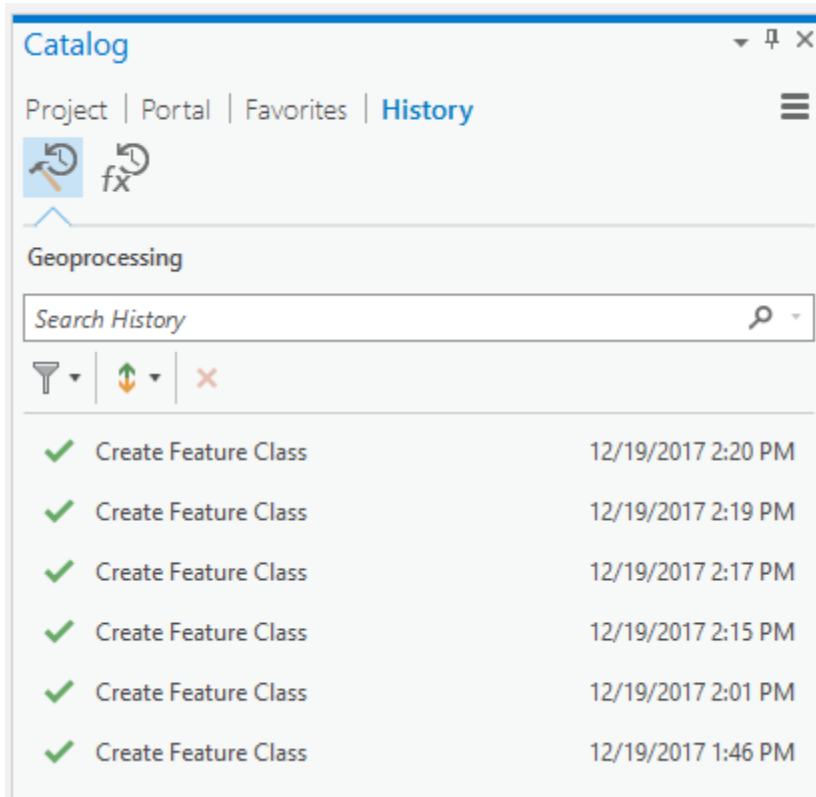 Catalog
Project | Portal | Favorites | History
fx
Geoprocessing
Search History
Create Feature Class 12/19/2017 2:20 PM
Create Feature Class 12/19/2017 2:19 PM
Create Feature Class 12/19/2017 2:17 PM
Create Feature Class 12/19/2017 2:15 PM
Create Feature Class 12/19/2017 2:01 PM
Create Feature Class 12/19/2017 1:46 PM